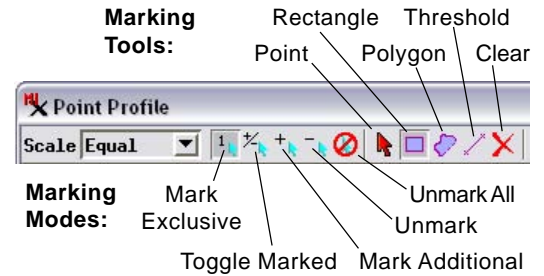 Marking Tools:
Rectangle Threshold
Point Polygon Clear
Point Profile
Scale Equal
1 +/- + -
Marking Modes:
Mark Exclusive
Unmark All
Unmark
Toggle Marked Mark Additional